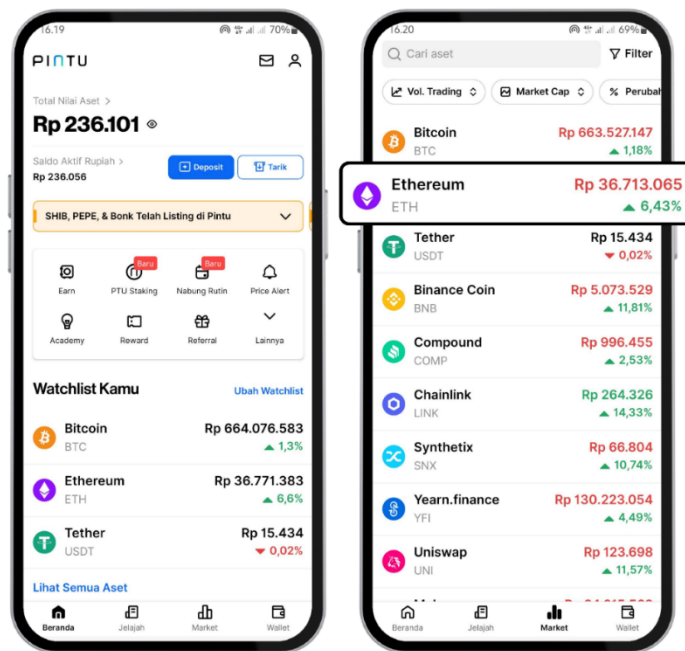 16.19
70%
PINTU
Total Nilai Aset >
Rp 236.101
Saldo Aktif Rupiah >
Rp 236.056
Deposit
Tarik
SHIB, PEPE, & Bonk Telah Listing di Pintu
Baru
Baru
Earn
PTU Staking
Nabung Rutin
Price Alert
Academy
Reward
Referral
Lainnya
Watchlist Kamu
Ubah Watchlist
Bitcoin
Rp 664.076.583
BTC
1,3%
Ethereum
Rp 36.771.383
ETH
6,6%
Tether
Rp 15.434
USDT
0,02%
Lihat Semua Aset
Beranda
Jelajah
Market
Wallet
16.20
69%
Cari aset
Filter
Vol. Trading
Market Cap
% Perubah
Bitcoin
Rp 663.527.147
BTC
1,18%
Ethereum
Rp 36.713.065
ETH
6,43%
Tether
Rp 15.434
USDT
0,02%
Binance Coin
Rp 5.073.529
BNB
11,81%
Compound
Rp 996.455
COMP
2,53%
Chainlink
Rp 264.326
LINK
14,33%
Synthetix
Rp 66.804
SNX
10,74%
Yearn.finance
Rp 130.223.054
YFI
4,49%
Uniswap
Rp 123.698
UNI
11,57%
Beranda
Jelajah
Market
Wallet